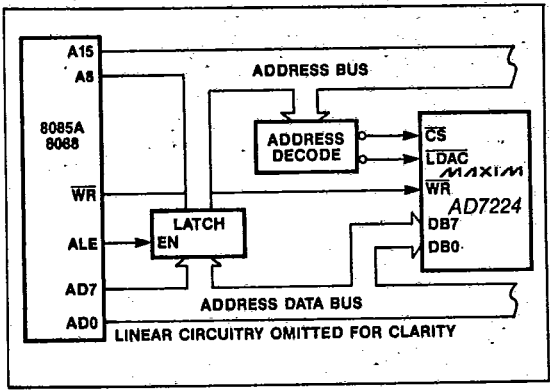 A15
A8
ADDRESS BUS
8085A
8088
ADDRESS
DECODE
CS
LDAC
MAXIM
WR
WR
AD7224
LATCH
DB7
ALE
EN
DB0
AD7
ADDRESS DATA BUS
AD0
LINEAR CIRCUITRY OMITTED FOR CLARITY